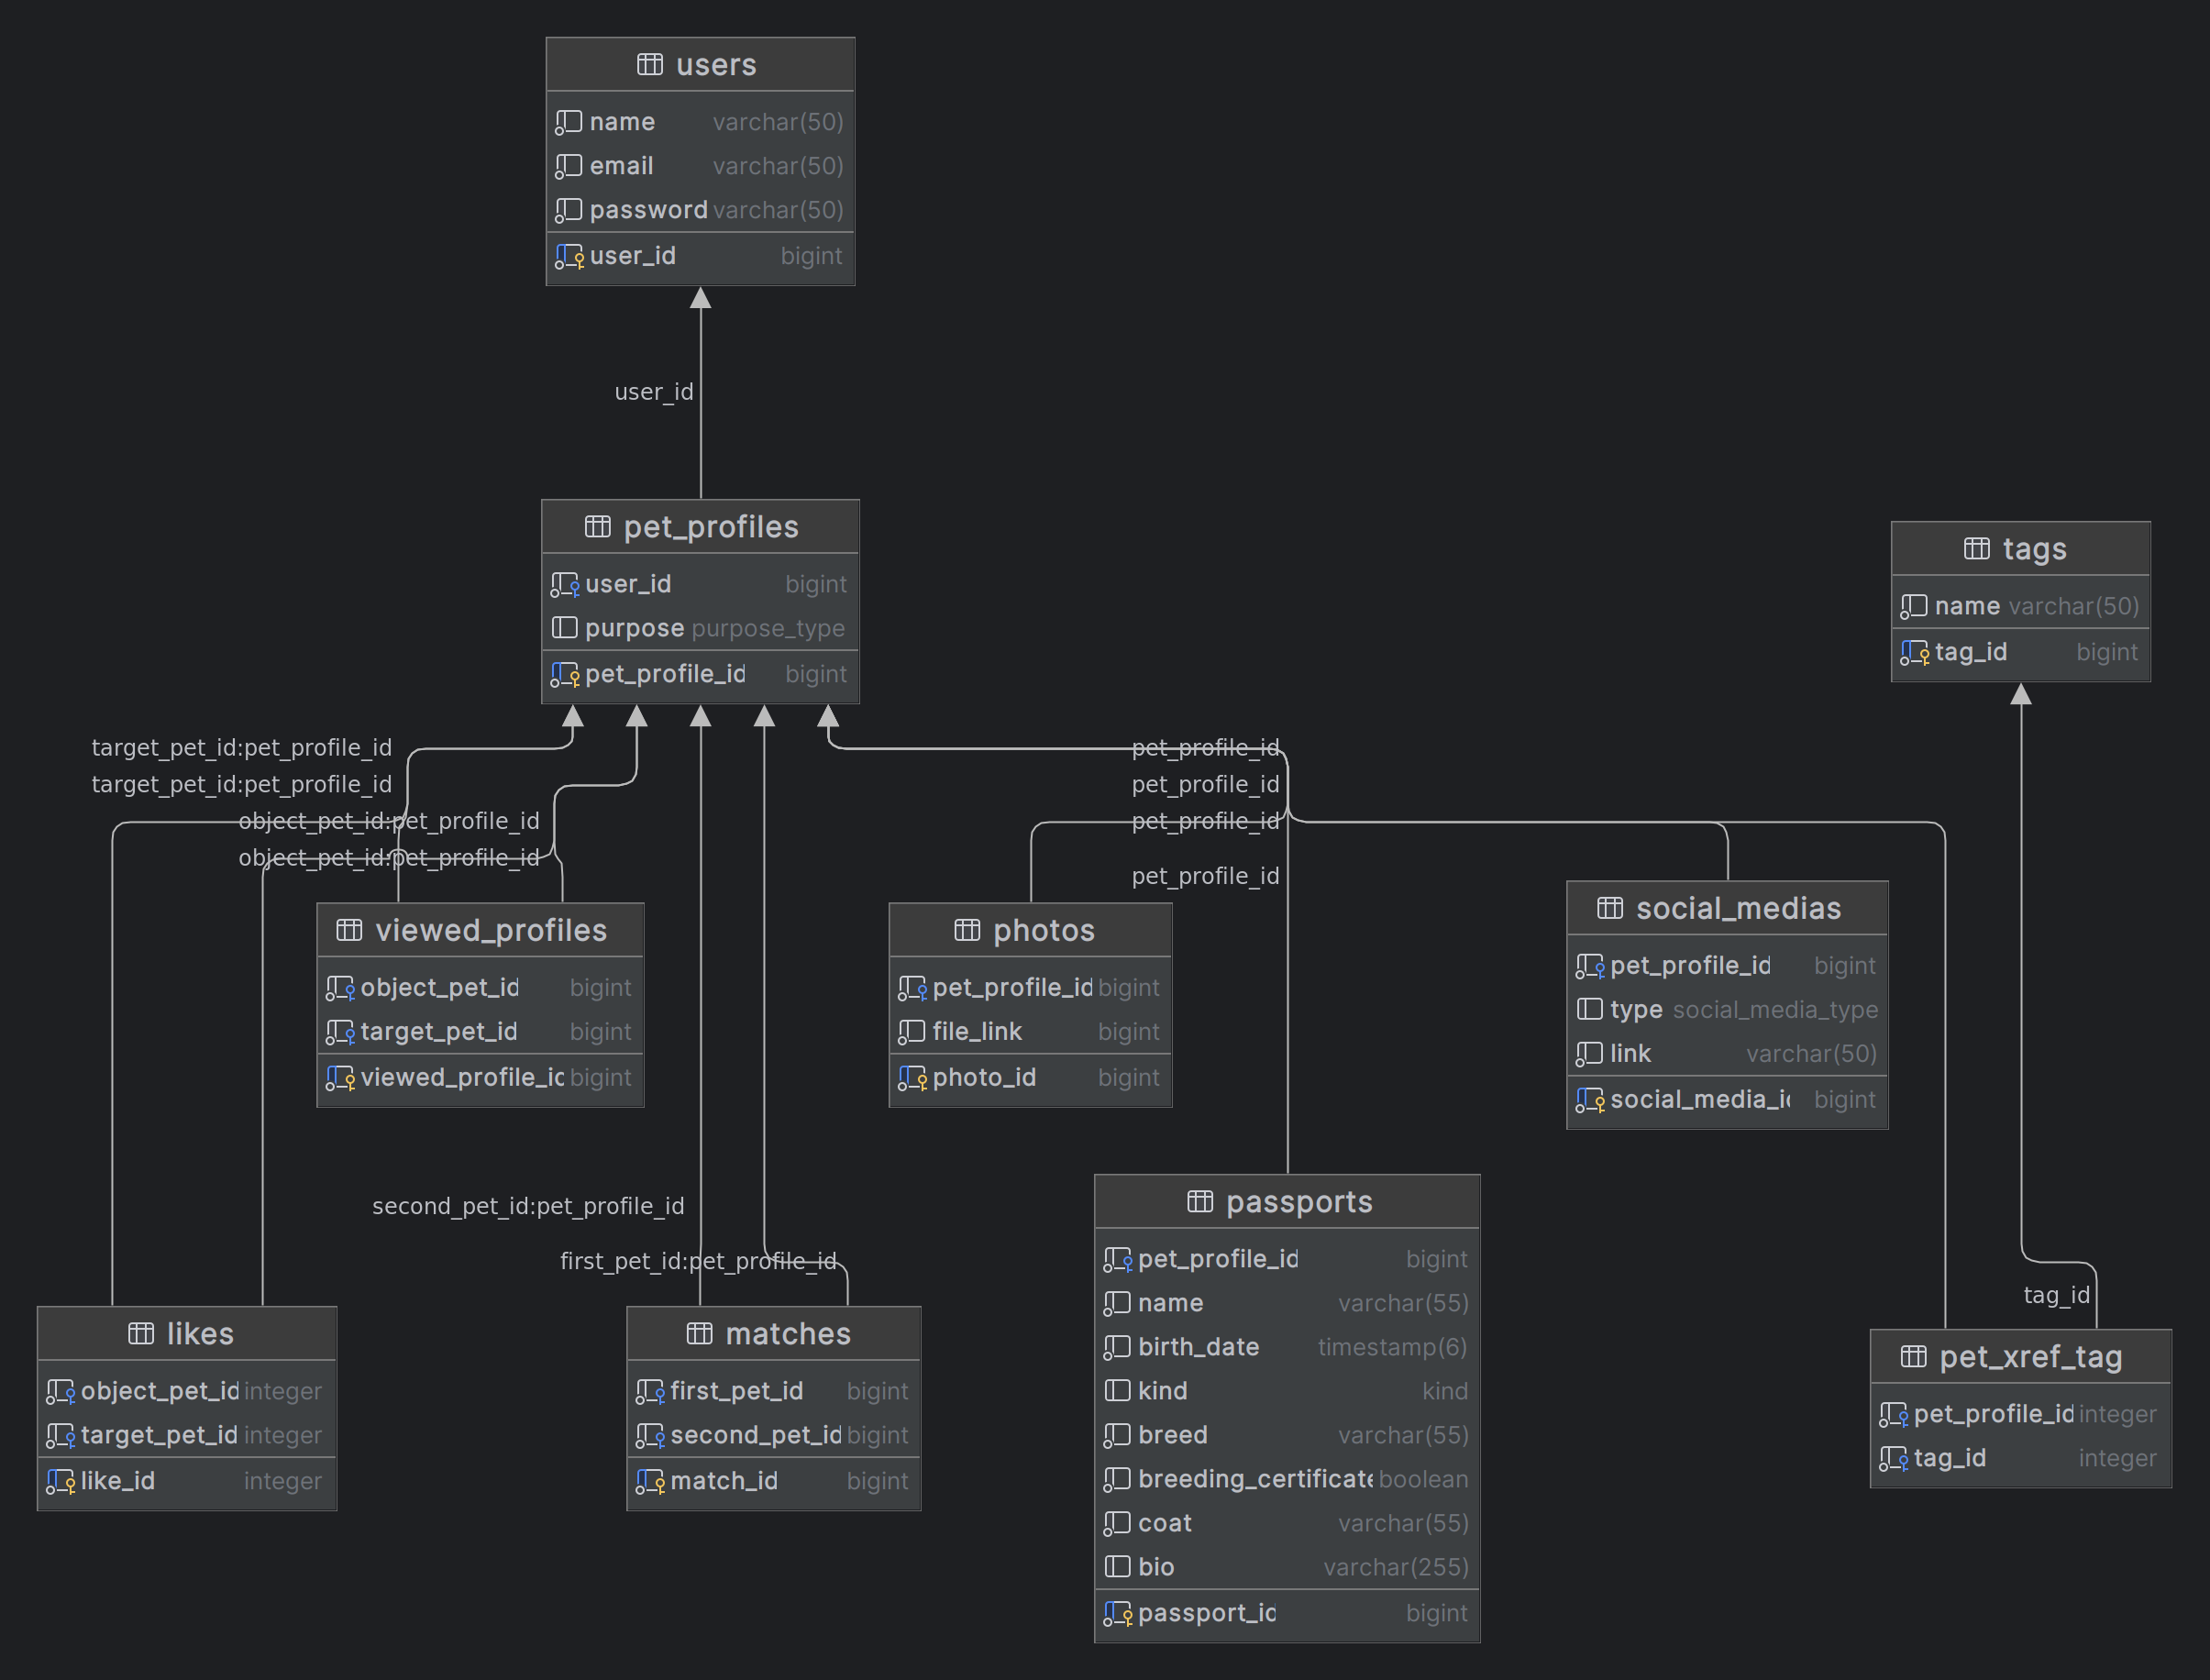 users
name varchar(50)
email varchar(50)
password varchar(50)
user_id bigint
user_id
pet_profiles
user_id bigint
purpose purpose_type
pet_profile_id bigint
tags
name varchar(50)
tag_id bigint
target_pet_id:pet_profile_id
target_pet_id:pet_profile_id
object_pet_id:pet_profile_id
object_pet_id:pet_profile_id
pet_profile_id
pet_profile_id
pet_profile_id
pet_profile_id
viewed_profiles
object_pet_id bigint
target_pet_id bigint
viewed_profile_id bigint
photos
pet_profile_id bigint
file_link bigint
photo_id bigint
social_medias
pet_profile_id bigint
type social_media_type
link varchar(50)
social_media_id bigint
second_pet_id:pet_profile_id
first_pet_id:pet_profile_id
passports
pet_profile_id bigint
name varchar(55)
birth_date timestamp(6)
kind kind
breed varchar(55)
breeding_certificate boolean
coat varchar(55)
bio varchar(255)
passport_id bigint
tag_id
likes
object_pet_id integer
target_pet_id integer
like_id integer
matches
first_pet_id bigint
second_pet_id bigint
match_id bigint
pet_xref_tag
pet_profile_id integer
tag_id integer